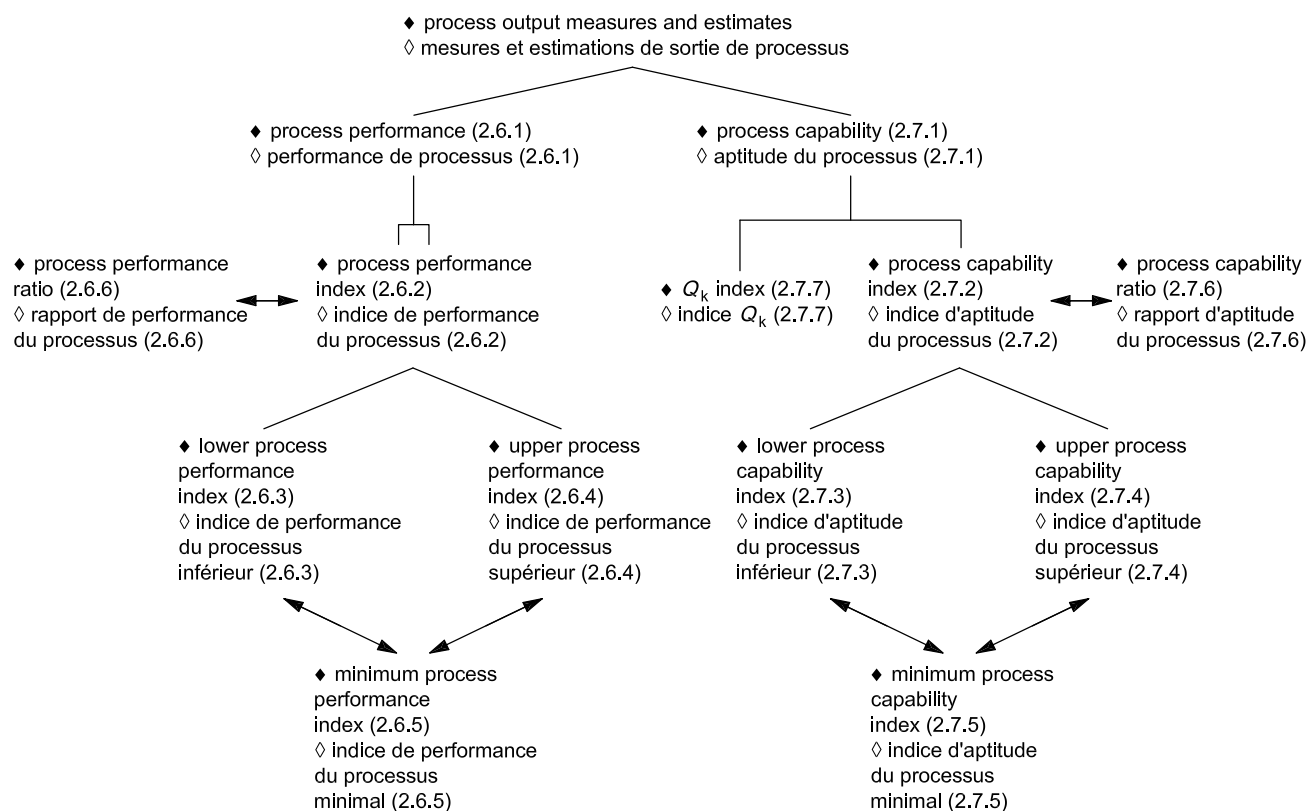 ♦ process output measures and estimates
◊ mesures et estimations de sortie de processus
♦ process performance (2.6.1)
◊ performance de processus (2.6.1)
♦ process capability (2.7.1)
◊ aptitude du processus (2.7.1)
♦ process performance
ratio (2.6.6)
◊ rapport de performance
du processus (2.6.6)
♦ process performance
index (2.6.2)
◊ indice de performance
du processus (2.6.2)
♦ Qk index (2.7.7)
◊ indice Qk (2.7.7)
♦ process capability
index (2.7.2)
◊ indice d'aptitude
du processus (2.7.2)
♦ process capability
ratio (2.7.6)
◊ rapport d'aptitude
du processus (2.7.6)
♦ lower process
performance
index (2.6.3)
◊ indice de performance
du processus
inférieur (2.6.3)
♦ upper process
performance
index (2.6.4)
◊ indice de performance
du processus
supérieur (2.6.4)
♦ lower process
capability
index (2.7.3)
◊ indice d'aptitude
du processus
inférieur (2.7.3)
♦ upper process
capability
index (2.7.4)
◊ indice d'aptitude
du processus
supérieur (2.7.4)
♦ minimum process
performance
index (2.6.5)
◊ indice de performance
du processus
minimal (2.6.5)
♦ minimum process
capability
index (2.7.5)
◊ indice d'aptitude
du processus
minimal (2.7.5)